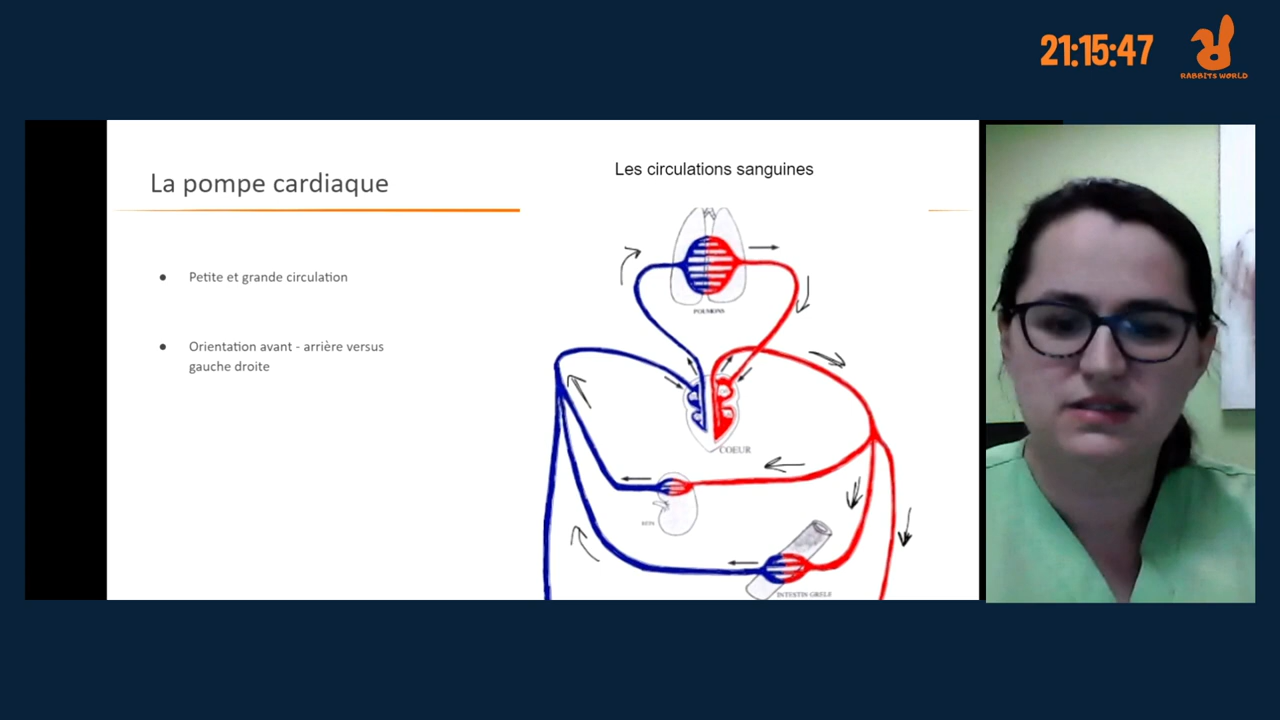 21:15:47
RABBITS WORLD
La pompe cardiaque
Les circulations sanguines
● Petite et grande circulation
● Orientation avant - arrière versus
gauche droite
POUMONS
COEUR
REIN
INTESTIN GRELE